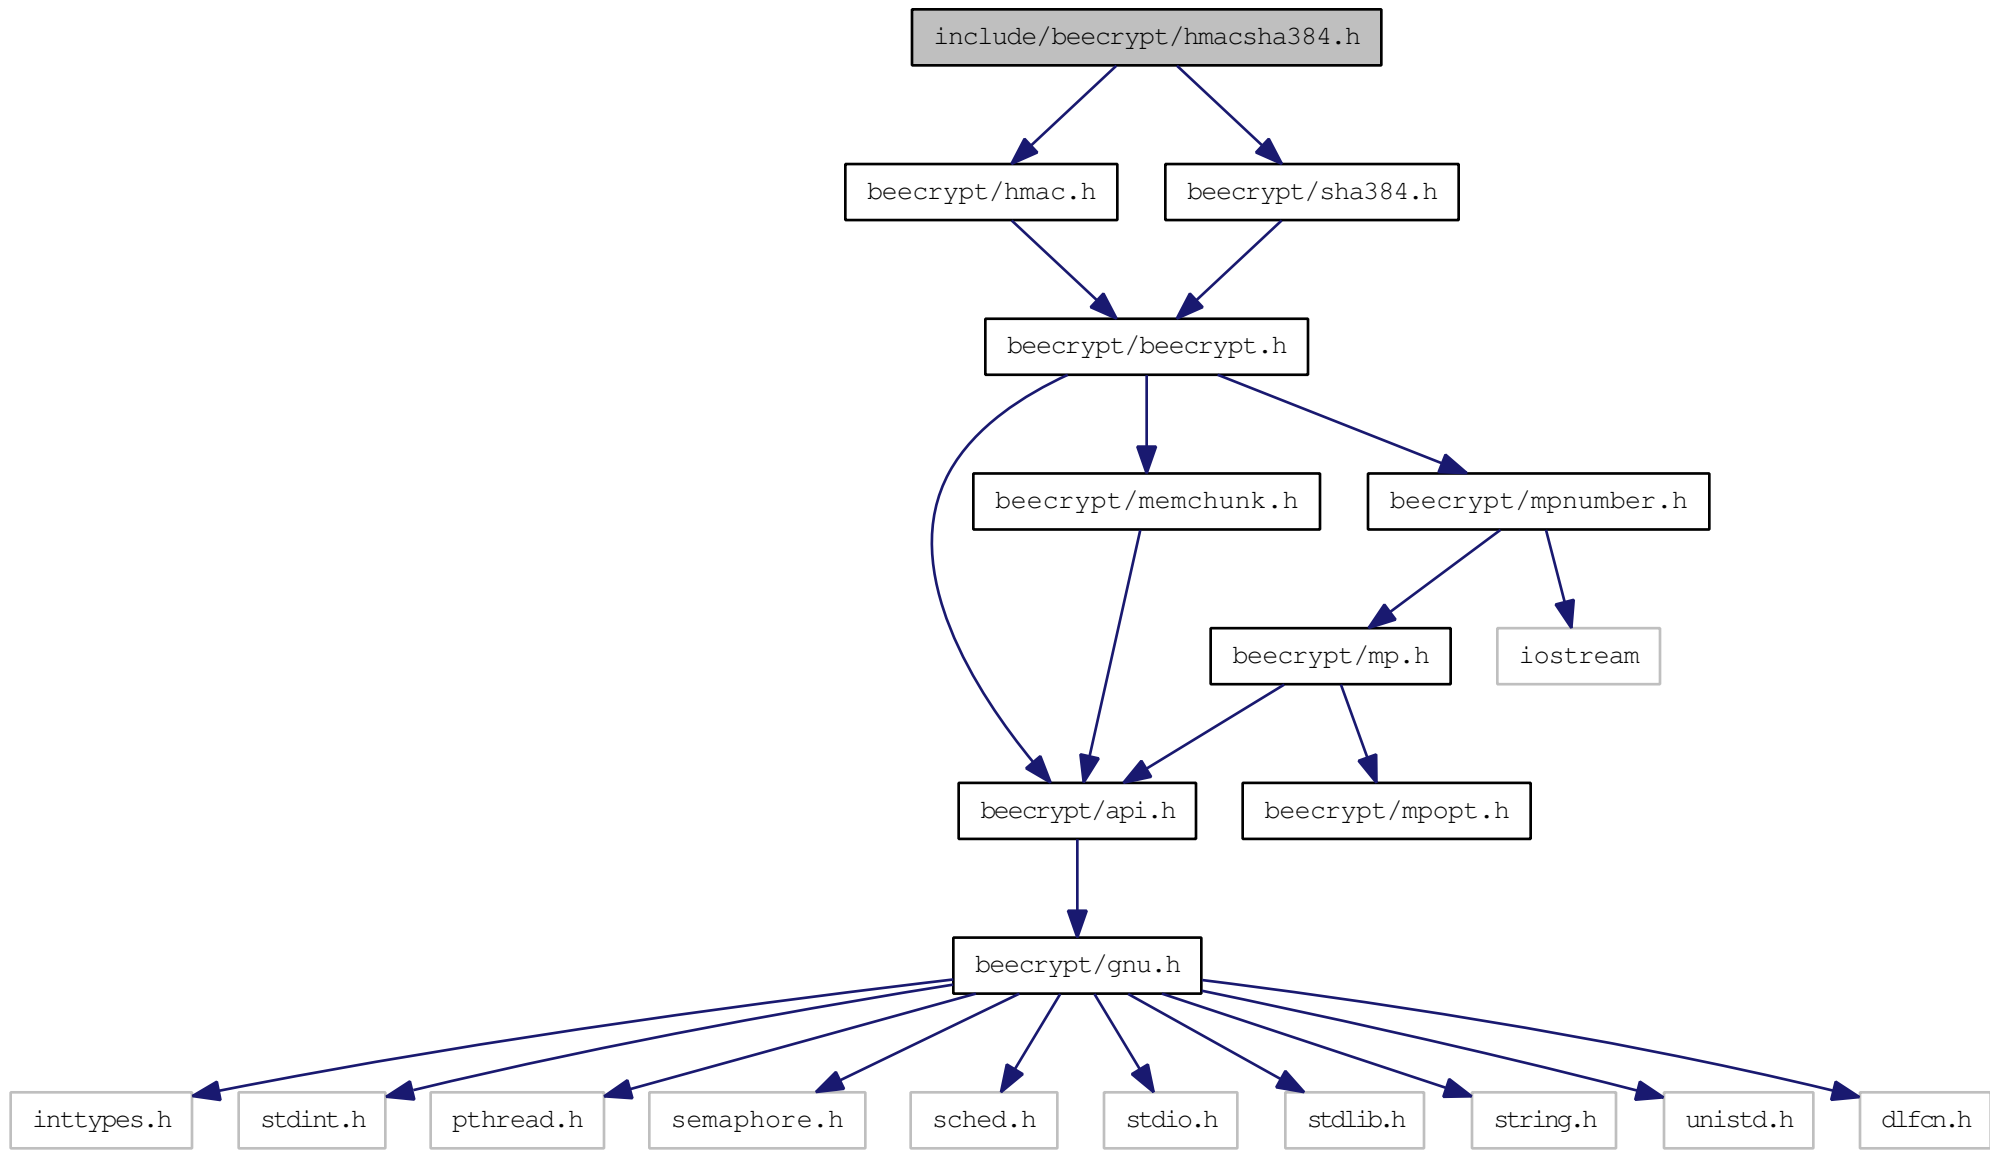 include/beecrypt/hmacsha384.h
beecrypt/hmac.h
beecrypt/sha384.h
beecrypt/beecrypt.h
beecrypt/memchunk.h
beecrypt/mpnumber.h
beecrypt/mp.h
iostream
beecrypt/api.h
beecrypt/mpopt.h
beecrypt/gnu.h
inttypes.h
stdint.h
pthread.h
semaphore.h
sched.h
stdio.h
stdlib.h
string.h
unistd.h
dlfcn.h